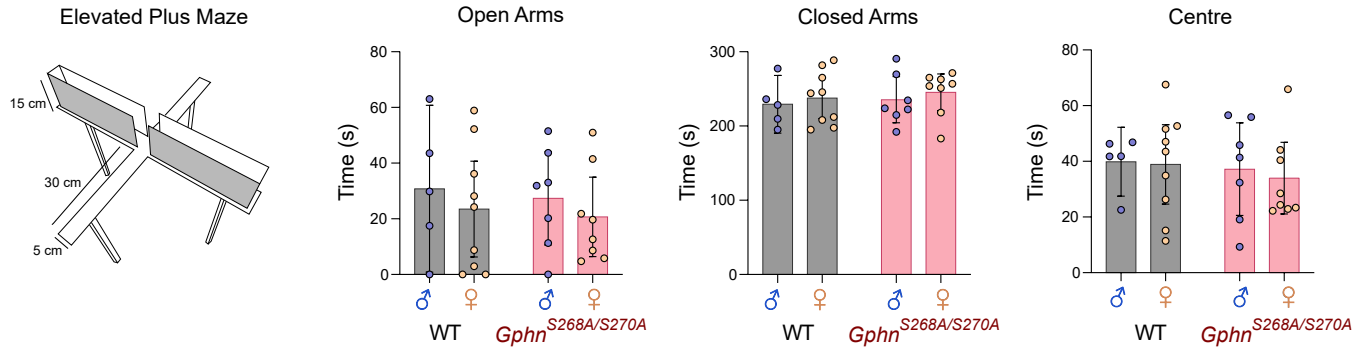 Elevated Plus Maze
15 cm
30 cm
5 cm
Open Arms
Time (s)
80
60
40
20
0
♂ ♀ ♂ ♀
WT Gphn^S268A/S270A
Closed Arms
Time (s)
300
200
100
0
♂ ♀ ♂ ♀
WT Gphn^S268A/S270A
Centre
Time (s)
80
60
40
20
0
♂ ♀ ♂ ♀
WT Gphn^S268A/S270A